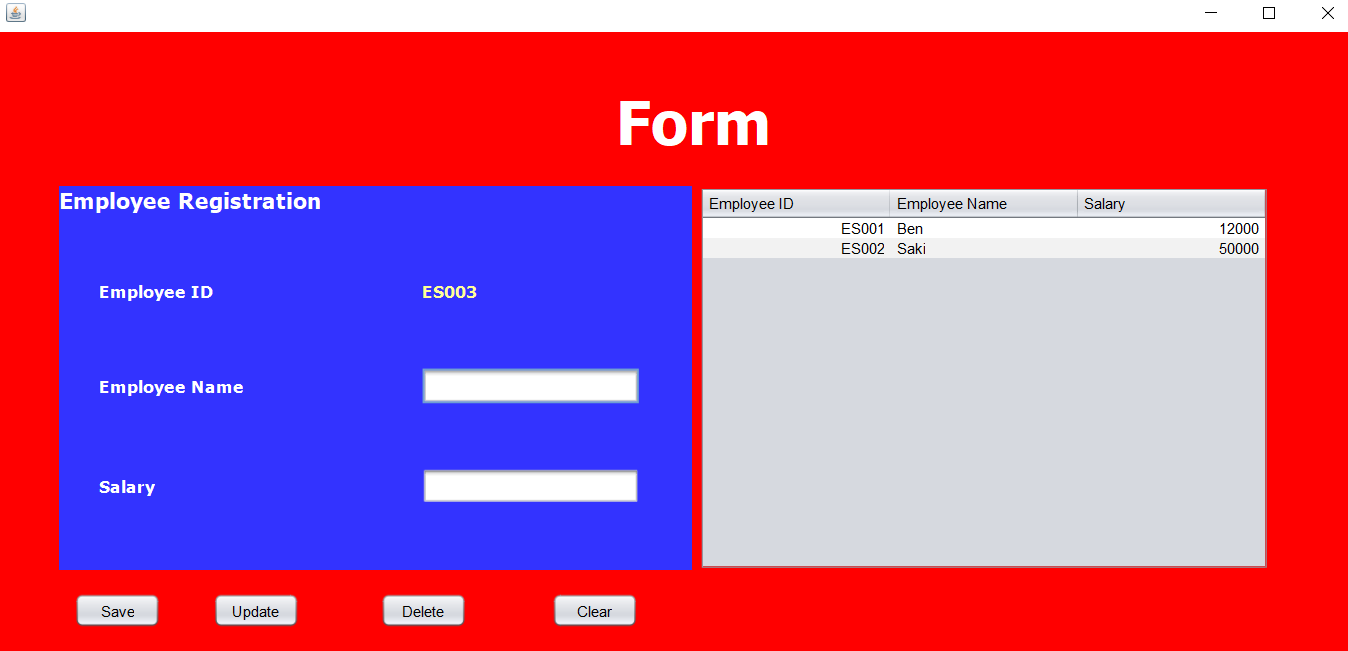 Form
Employee Registration
Employee ID ES003
Employee Name
Salary
Employee ID Employee Name Salary
ES001 Ben 12000
ES002 Saki 50000
Save Update Delete Clear